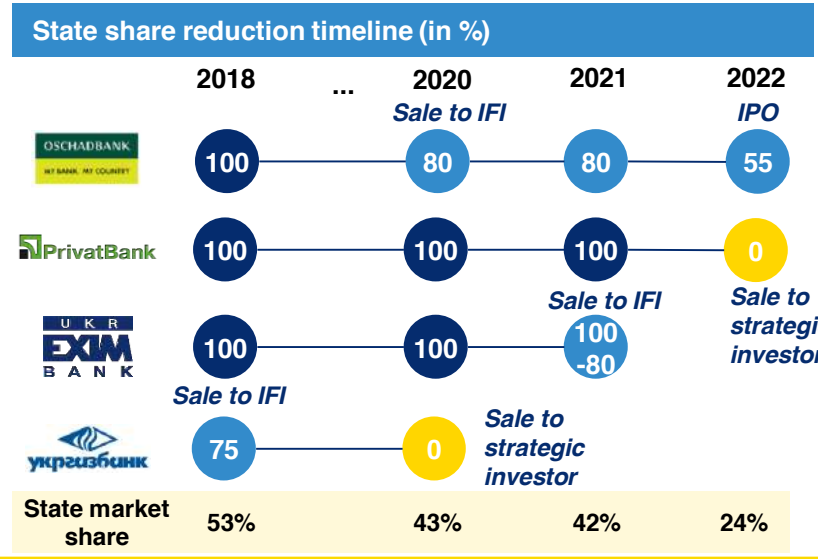 State share reduction timeline (in %)
2018 ... 2020 2021 2022
Sale to IFI IPO
OSCHADBANK
MY BANK. MY COUNTRY
100 80 80 55
PrivatBank
100 100 100 0
Sale to IFI
Sale to
strategi
investor
UKR
EXIM
BANK
100 100 100
-80
Sale to IFI
укргазбанк
75 0
Sale to
strategic
investor
State market
share
53% 43% 42% 24%